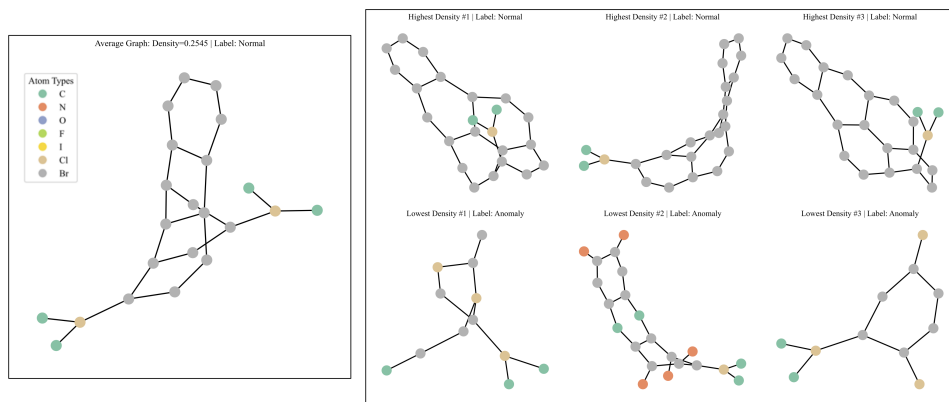 Average Graph: Density=0.2545 | Label: Normal
Atom Types
C
N
O
F
I
Cl
Br
Highest Density #1 | Label: Normal
Highest Density #2 | Label: Normal
Highest Density #3 | Label: Normal
Lowest Density #1 | Label: Anomaly
Lowest Density #2 | Label: Anomaly
Lowest Density #3 | Label: Anomaly